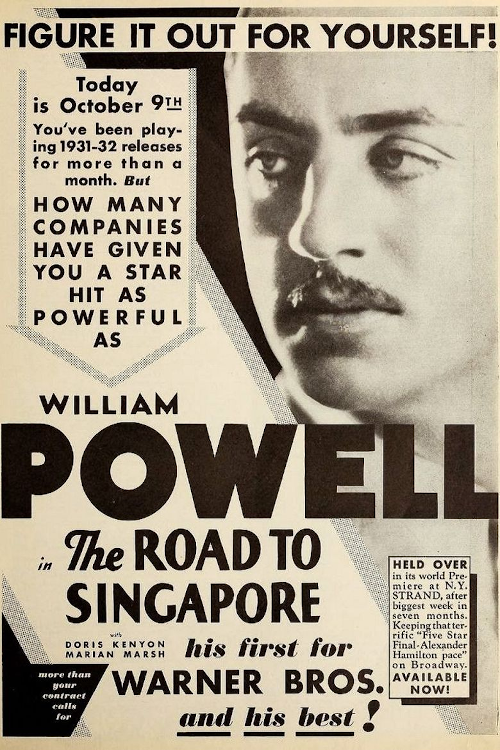 FIGURE IT OUT FOR YOURSELF!
Today
is October 9TH
You've been play-
ing 1931-32 releases
for more than a
month. But
HOW MANY
COMPANIES
HAVE GIVEN
YOU A STAR
HIT AS
POWERFUL
AS
WILLIAM
POWELL
in The ROAD TO
SINGAPORE
with
DORIS KENYON
MARIAN MARSH
his first for
WARNER BROS.
and his best!
more than
your
contract
calls
for
HELD OVER
in its world Pre-
miere at N.Y.
STRAND, after
biggest week in
seven months.
Keeping that ter-
rific "Five Star
Final-Alexander
Hamilton pace"
on Broadway.
AVAILABLE
NOW!